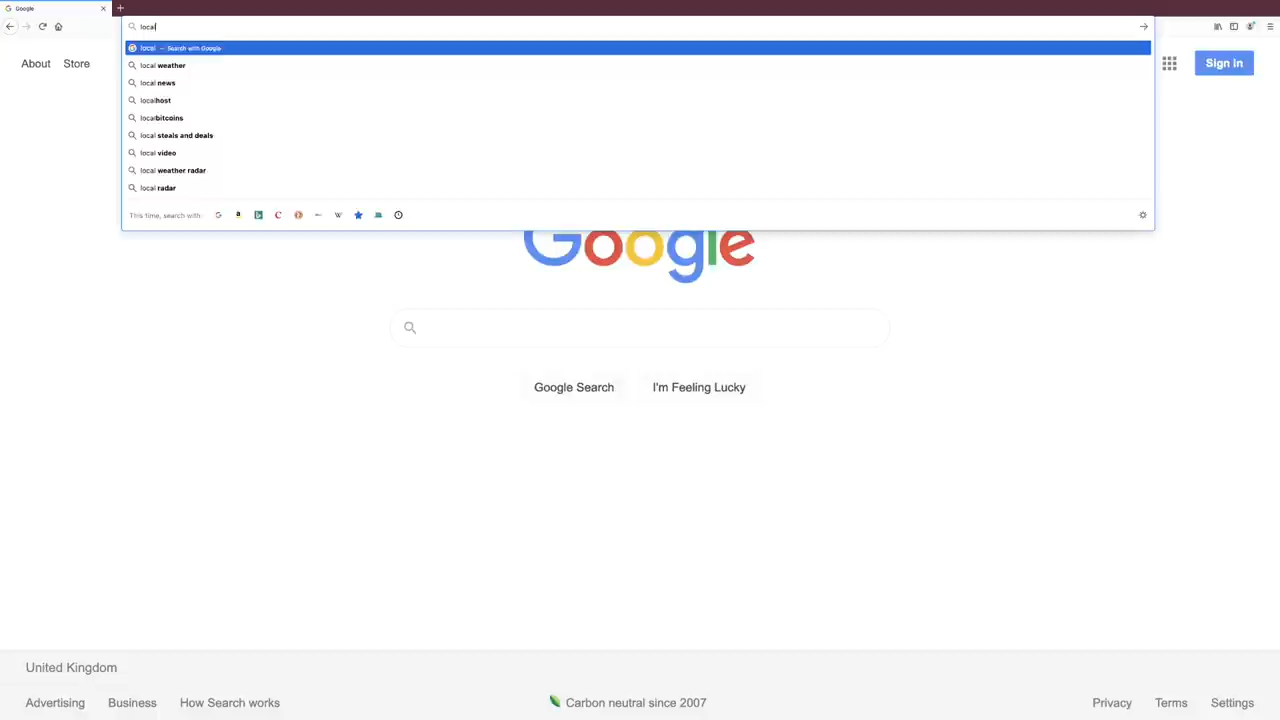 Google
local
local — Search with Google
local weather
local news
localhost
localbitcoins
local steals and deals
local video
local weather radar
local radar
This time, search with:
About Store
Sign in
Google
Google Search I'm Feeling Lucky
United Kingdom
Advertising Business How Search works
Carbon neutral since 2007
Privacy Terms Settings